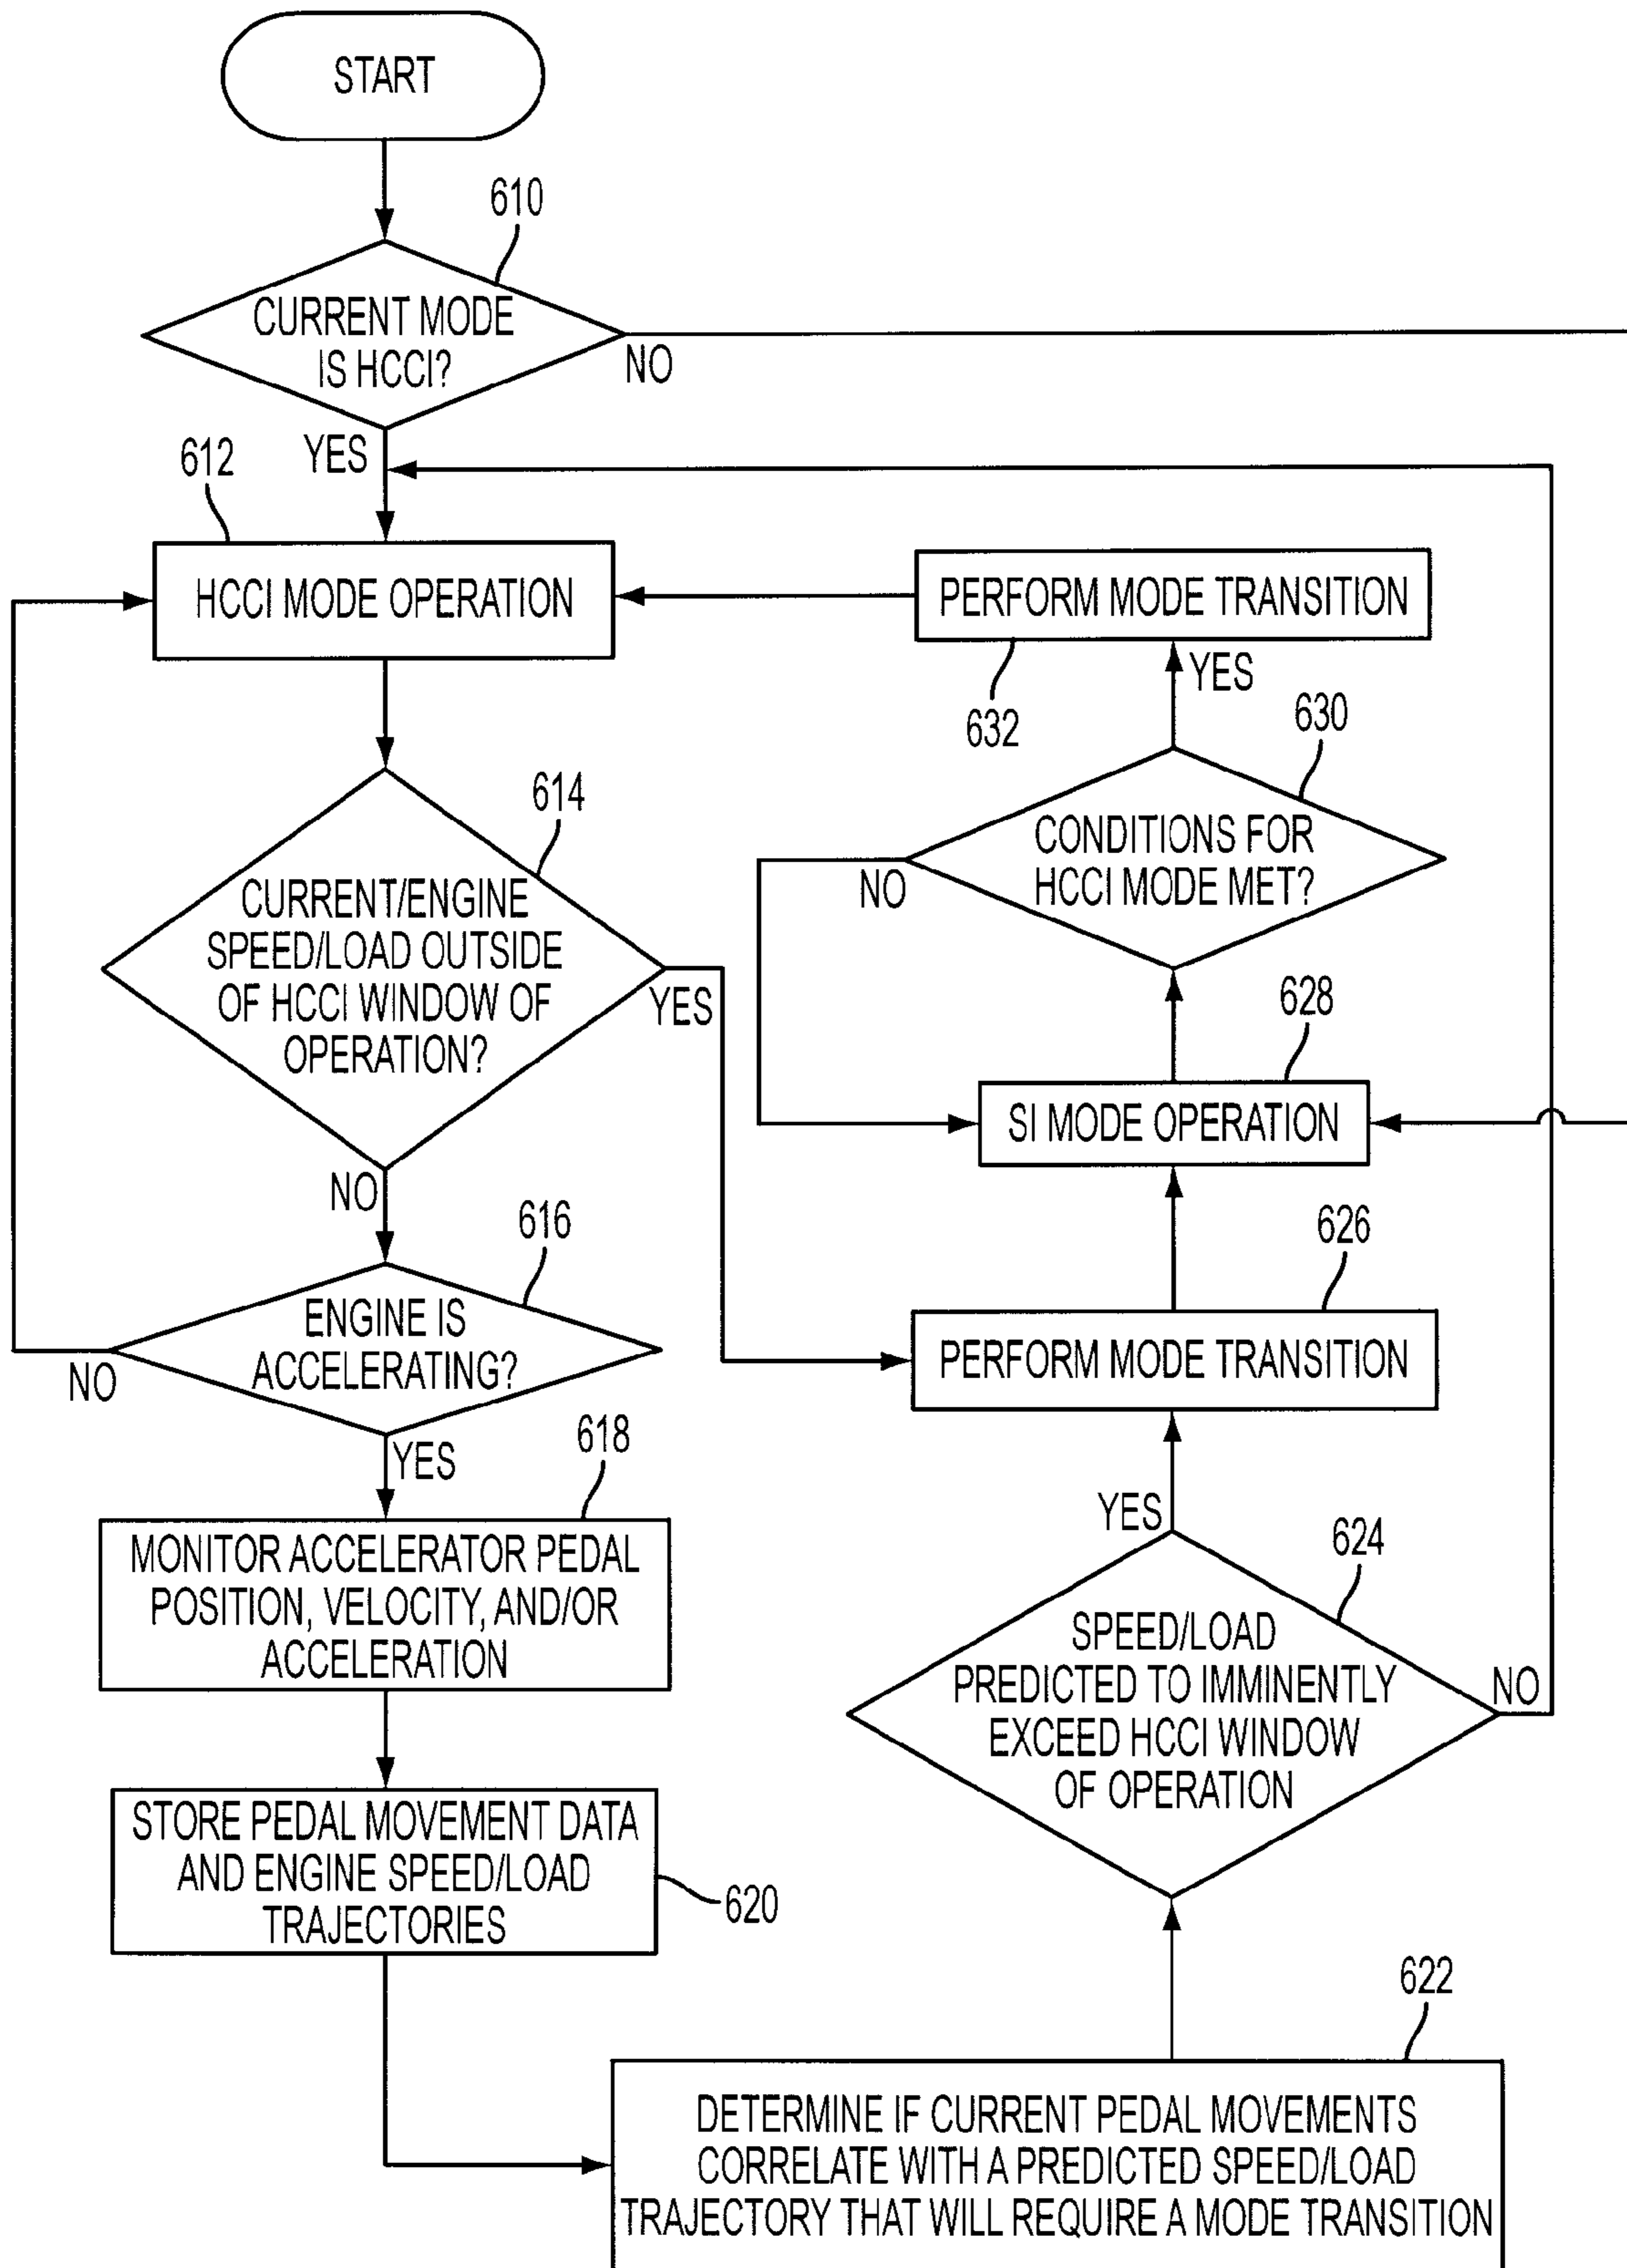 START
610
CURRENT MODE
IS HCCI?
NO
YES
612
HCCI MODE OPERATION
PERFORM MODE TRANSITION
632
YES
630
CONDITIONS FOR
HCCI MODE MET?
NO
614
CURRENT/ENGINE
SPEED/LOAD OUTSIDE
OF HCCI WINDOW OF
OPERATION?
YES
NO
628
SI MODE OPERATION
616
ENGINE IS
ACCELERATING?
NO
YES
626
PERFORM MODE TRANSITION
618
MONITOR ACCELERATOR PEDAL
POSITION, VELOCITY, AND/OR
ACCELERATION
YES
624
SPEED/LOAD
PREDICTED TO IMMINENTLY
EXCEED HCCI WINDOW
OF OPERATION
NO
STORE PEDAL MOVEMENT DATA
AND ENGINE SPEED/LOAD
TRAJECTORIES
620
622
DETERMINE IF CURRENT PEDAL MOVEMENTS
CORRELATE WITH A PREDICTED SPEED/LOAD
TRAJECTORY THAT WILL REQUIRE A MODE TRANSITION